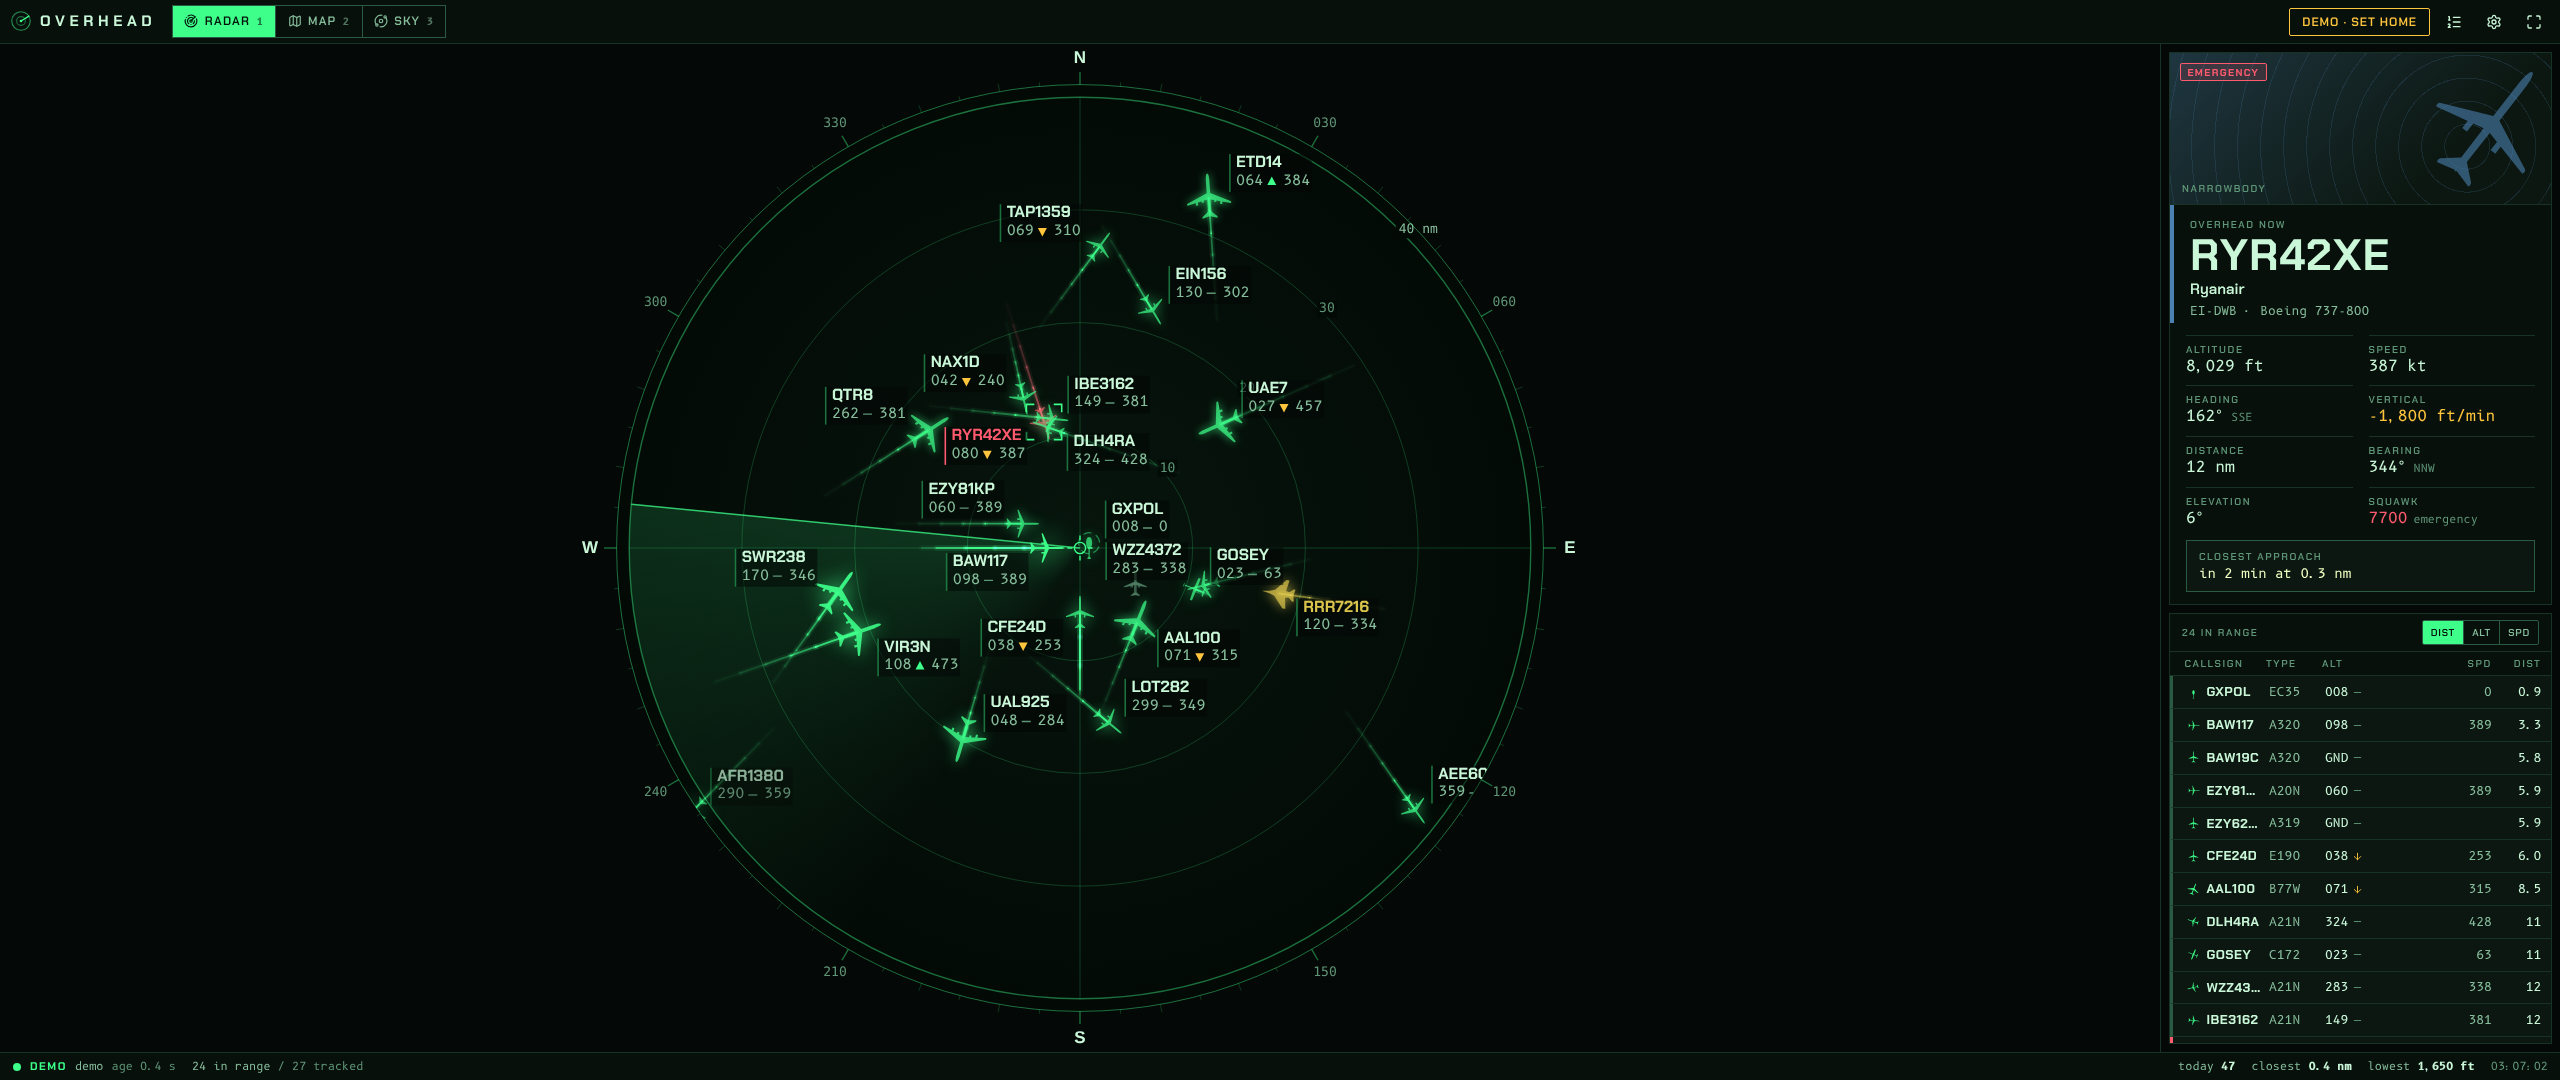 OVERHEAD
RADAR 1
MAP 2
SKY 3
DEMO · SET HOME
N
330
030
ETD14
064 ▲ 384
TAP1359
069 ▼ 310
40 nm
EIN156
130 — 302
300
30
060
NAX1D
042 ▼ 240
IBE3162
149 — 381
QTR8
262 — 381
UAE7
027 ▼ 457
RYR42XE
080 ▼ 387
DLH4RA
324 — 428
10
EZY81KP
060 — 389
GXPOL
008 — 0
W
E
WZZ4372
283 — 338
GOSEY
023 — 63
SWR238
170 — 346
BAW117
098 — 389
RRR7216
120 — 334
CFE24D
038 ▼ 253
AAL100
071 ▼ 315
VIR3N
108 ▲ 473
LOT282
299 — 349
UAL925
048 — 284
AFR1380
290 — 359
AEE60
359 -
240
120
210
150
S
EMERGENCY
NARROWBODY
OVERHEAD NOW
RYR42XE
Ryanair
EI-DWB · Boeing 737-800
ALTITUDE
8,029 ft
SPEED
387 kt
HEADING
162° SSE
VERTICAL
-1,800 ft/min
DISTANCE
12 nm
BEARING
344° NNW
ELEVATION
6°
SQUAWK
7700 emergency
CLOSEST APPROACH
in 2 min at 0.3 nm
24 IN RANGE
DIST ALT SPD
CALLSIGN TYPE ALT SPD DIST
GXPOL EC35 008 — 0 0.9
BAW117 A320 098 — 389 3.3
BAW19C A320 GND — 5.8
EZY81... A20N 060 — 389 5.9
EZY62... A319 GND — 5.9
CFE24D E190 038 ↓ 253 6.0
AAL100 B77W 071 ↓ 315 8.5
DLH4RA A21N 324 — 428 11
GOSEY C172 023 — 63 11
WZZ43... A21N 283 — 338 12
IBE3162 A21N 149 — 381 12
DEMO demo age 0.4 s 24 in range / 27 tracked
today 47 closest 0.4 nm lowest 1,650 ft 03:07:02